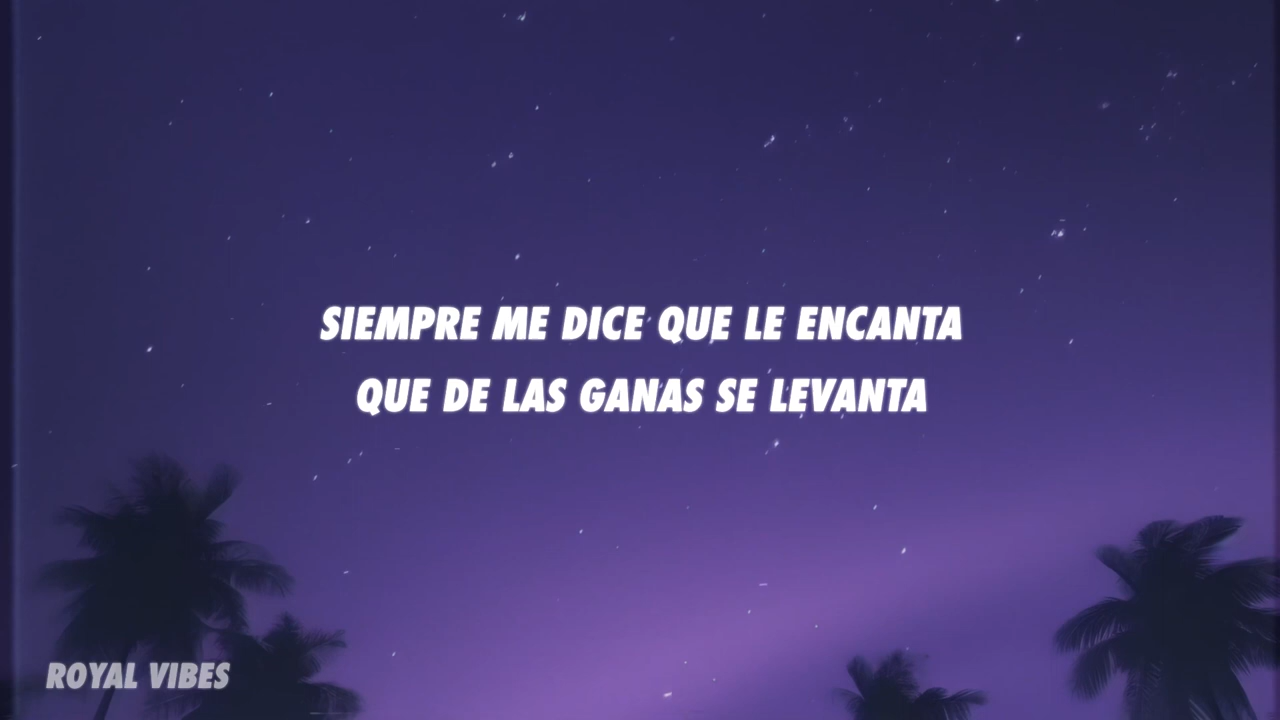 SIEMPRE ME DICE QUE LE ENCANTA
QUE DE LAS GANAS SE LEVANTA
ROYAL VIBES